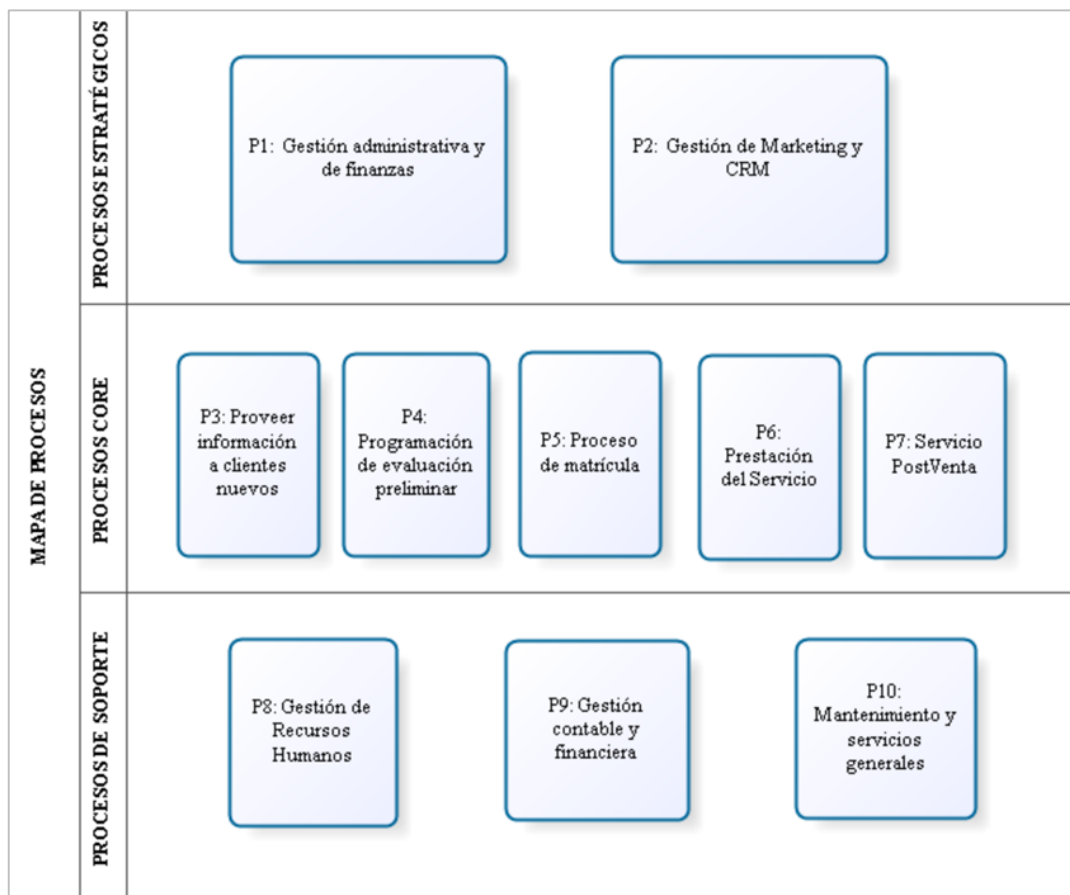 MAPA DE PROCESOS
PROCESOS ESTRATÉGICOS
P1: Gestión administrativa y
de finanzas
P2: Gestión de Marketing y
CRM
PROCESOS CORE
P3: Proveer
información
a clientes
nuevos
P4:
Programación
de evaluación
preliminar
P5: Proceso
de matrícula
P6:
Prestación
del Servicio
P7: Servicio
PostVenta
PROCESOS DE SOPORTE
P8: Gestión de
Recursos
Humanos
P9: Gestión
contable y
financiera
P10:
Mantenimiento y
servicios
generales